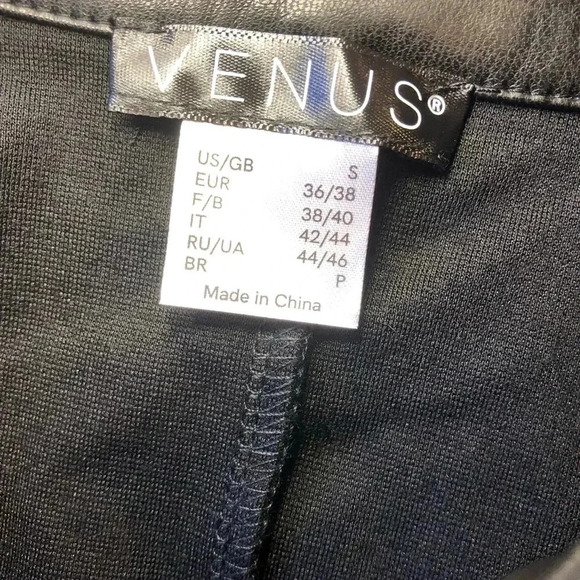 VENUS®
US/GB S
EUR 36/38
F/B 38/40
IT 42/44
RU/UA 44/46
BR P
Made in China